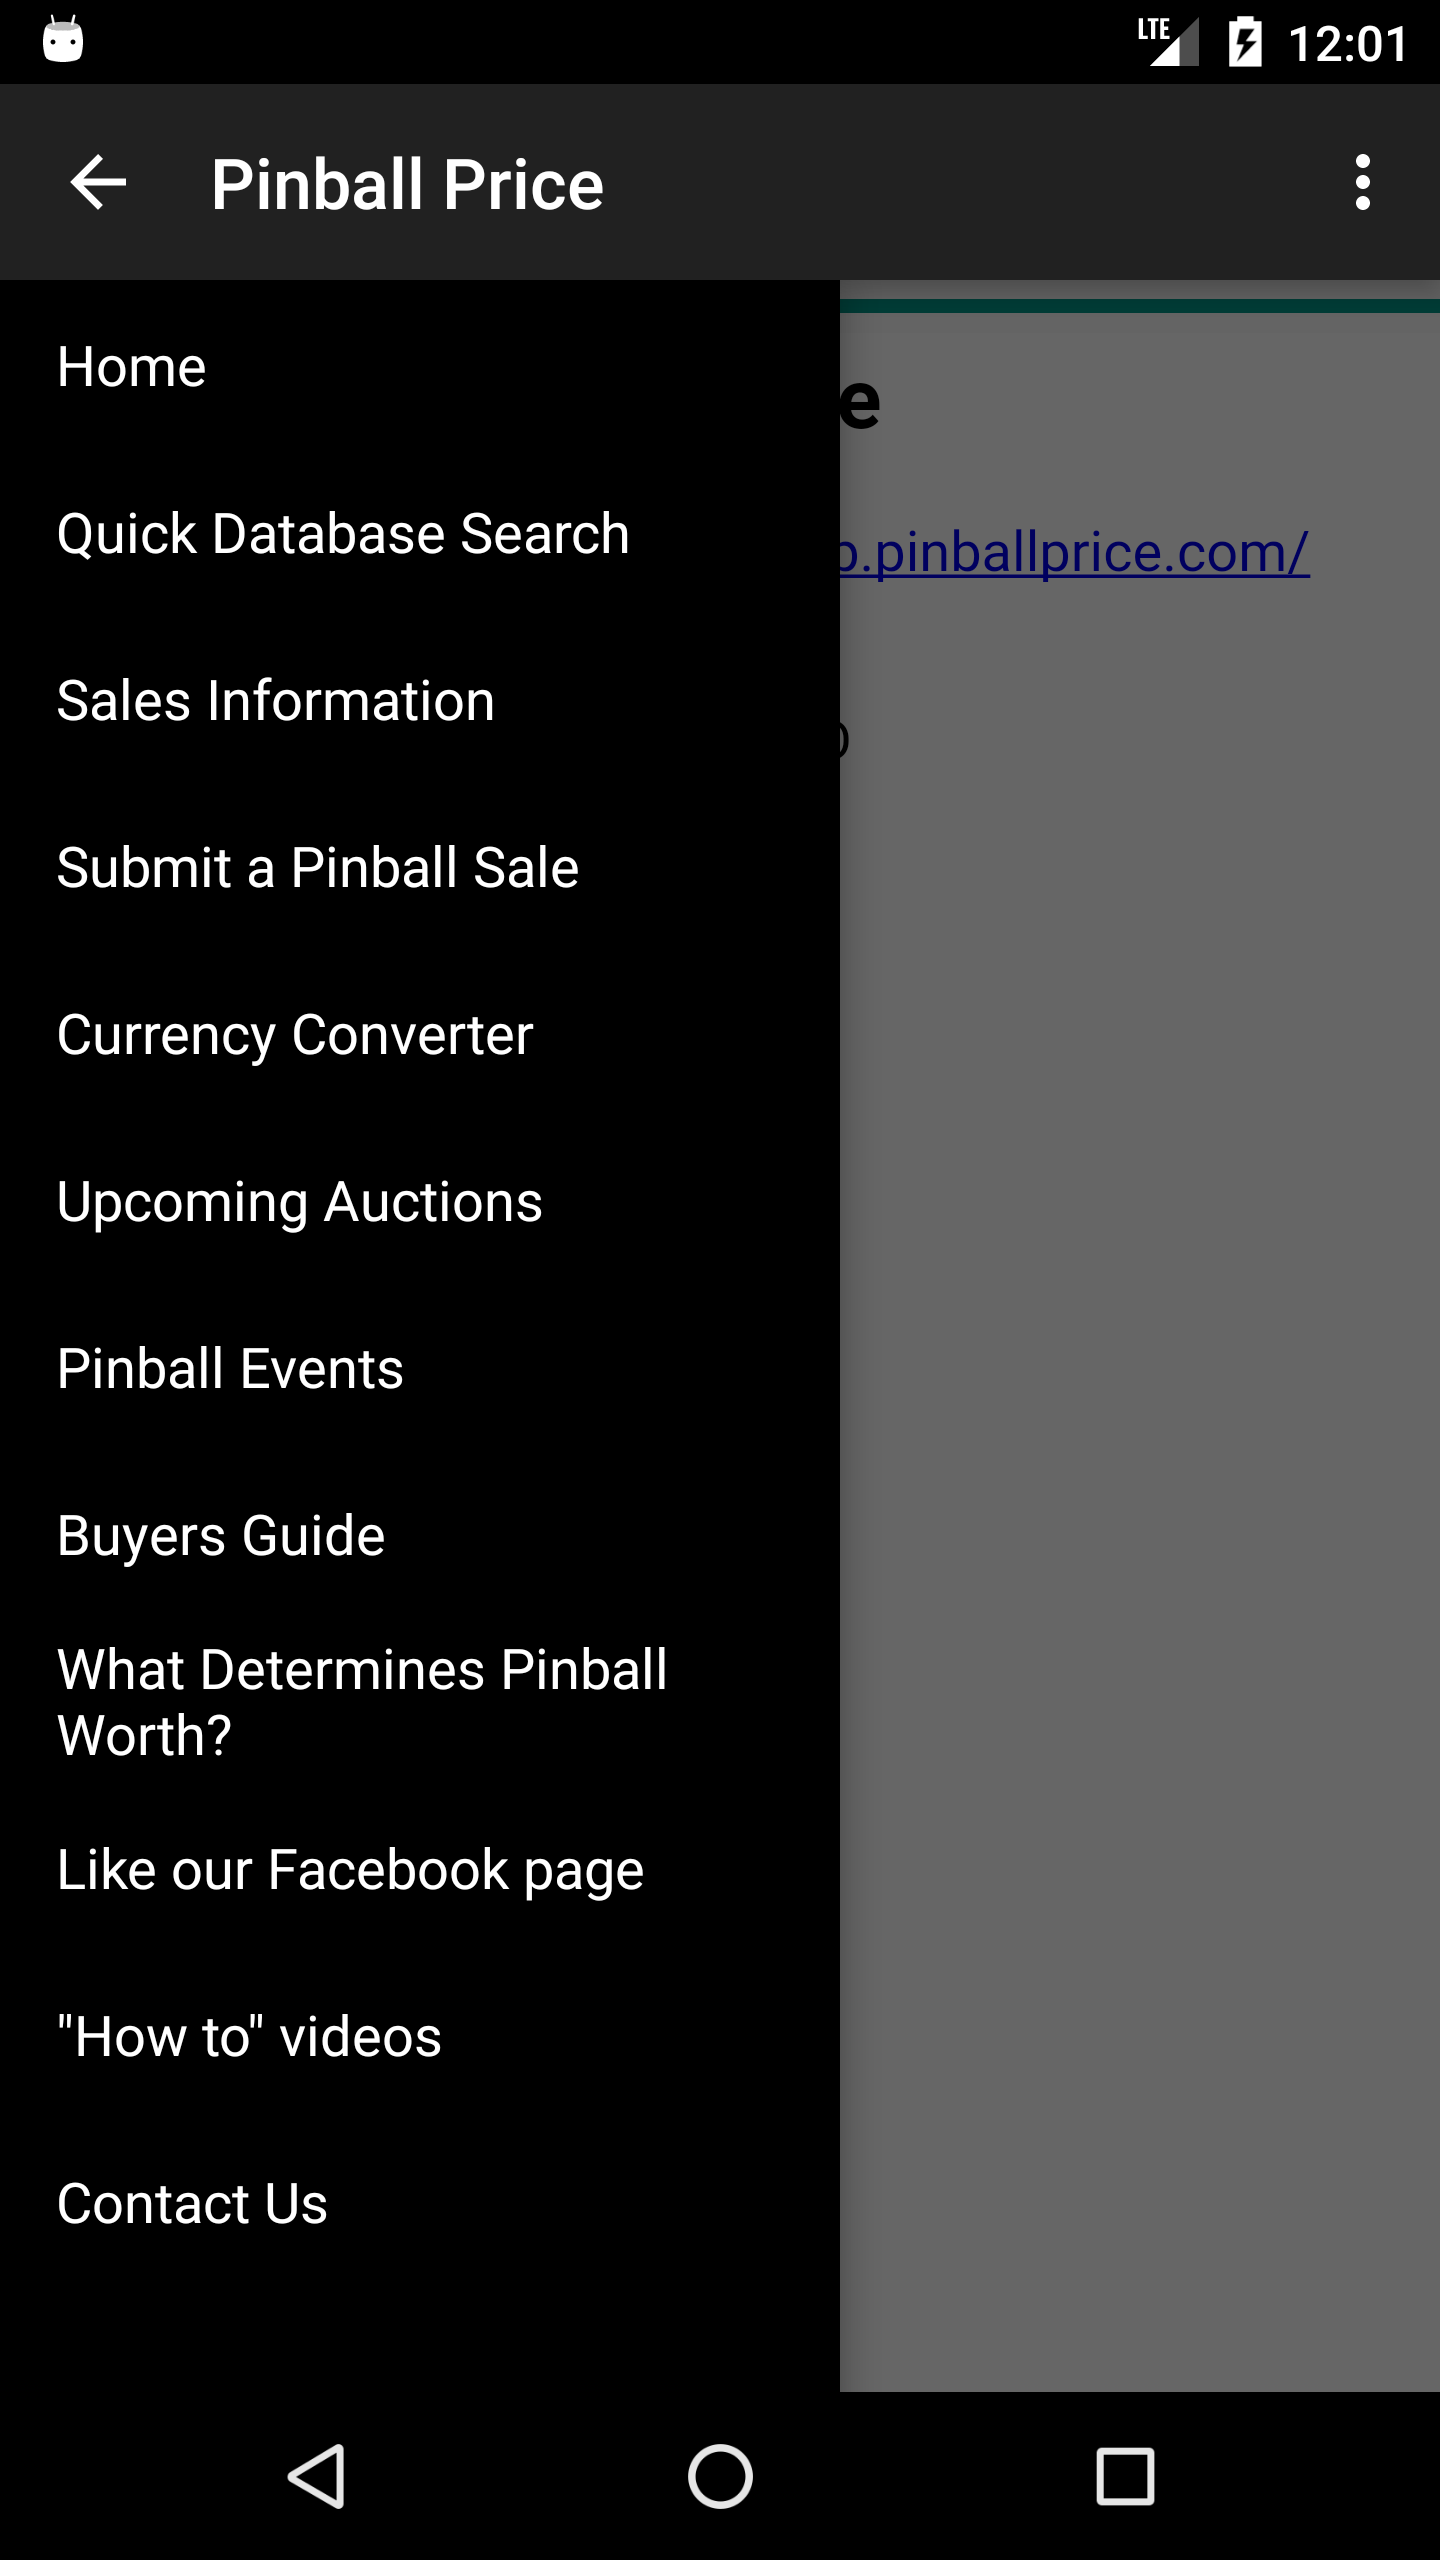 LTE 12:01
Pinball Price
Home
e
Quick Database Search
.pinballprice.com/
Sales Information
Submit a Pinball Sale
Currency Converter
Upcoming Auctions
Pinball Events
Buyers Guide
What Determines Pinball
Worth?
Like our Facebook page
"How to" videos
Contact Us